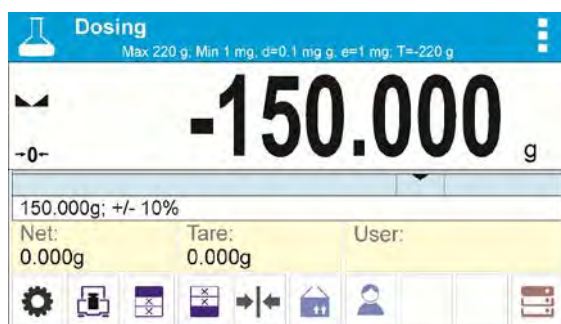 Dosing
Max 220 g; Min 1 mg; d=0.1 mg g; e=1 mg; T=-220 g
→0←
-150.000 g
150.000g; +/- 10%
Net: Tare: User:
0.000g 0.000g